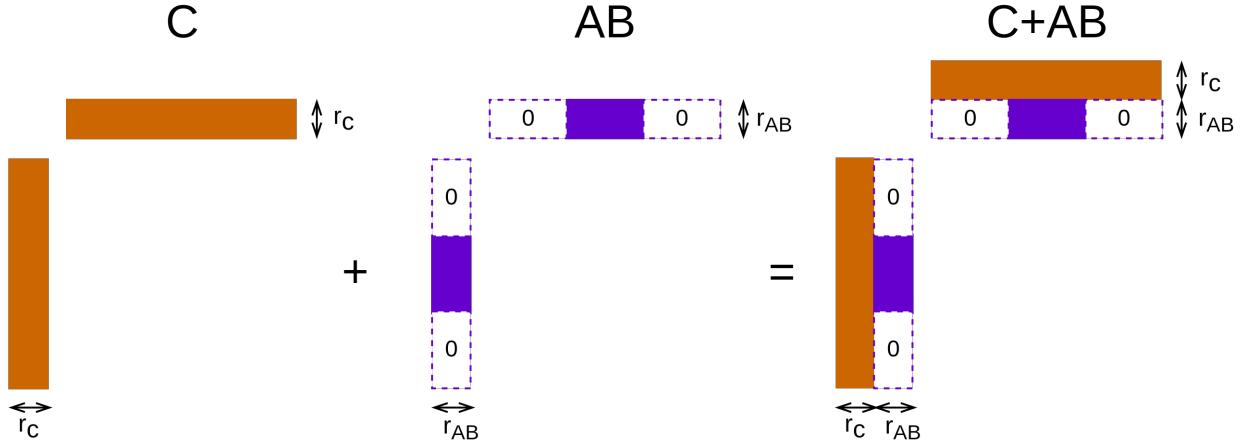 C AB C+AB
r_C
0 0 r_AB
r_C
0 0 r_AB
0 0
+ =
0 0
r_C r_AB r_C r_AB